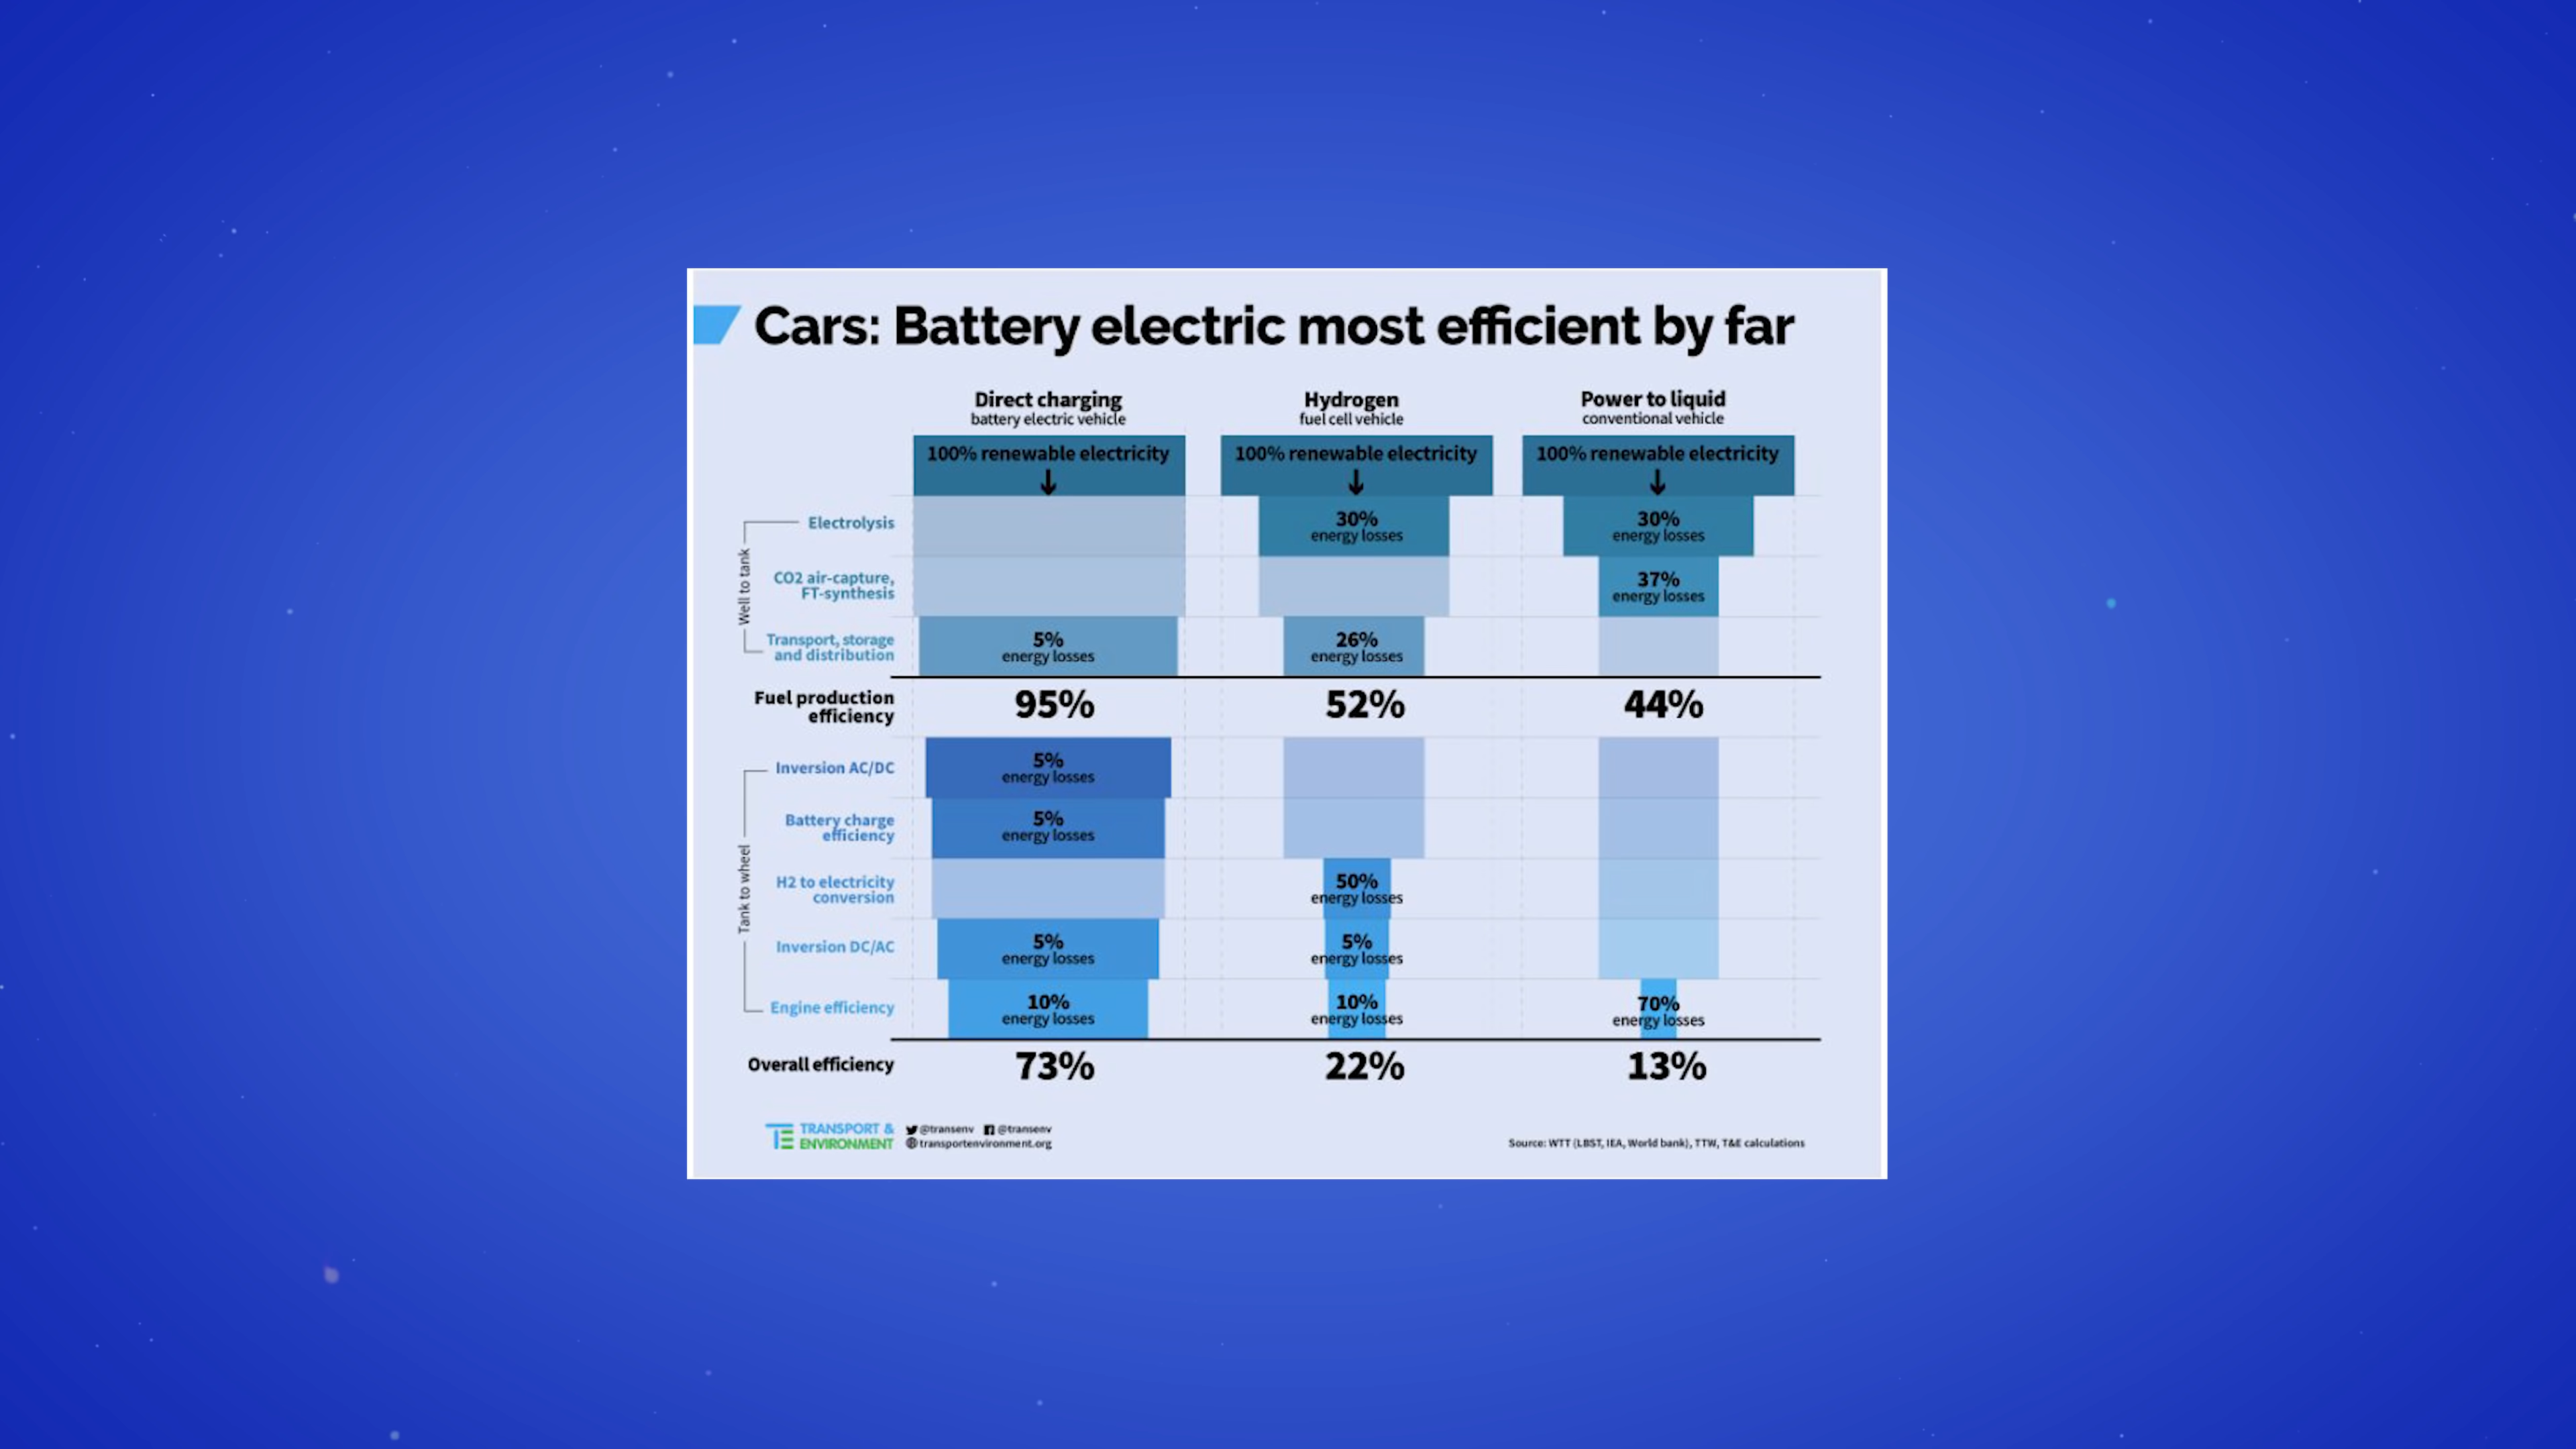 Cars: Battery electric most efficient by far
Direct charging
battery electric vehicle
Hydrogen
fuel cell vehicle
Power to liquid
conventional vehicle
100% renewable electricity
100% renewable electricity
100% renewable electricity
Well to tank
Electrolysis
30%
energy losses
30%
energy losses
CO2 air-capture,
FT-synthesis
37%
energy losses
Transport, storage
and distribution
5%
energy losses
26%
energy losses
Fuel production
efficiency
95%
52%
44%
Tank to wheel
Inversion AC/DC
5%
energy losses
Battery charge
efficiency
5%
energy losses
H2 to electricity
conversion
50%
energy losses
Inversion DC/AC
5%
energy losses
5%
energy losses
Engine efficiency
10%
energy losses
10%
energy losses
70%
energy losses
Overall efficiency
73%
22%
13%
TE TRANSPORT &
ENVIRONMENT
@transenv @transenv
transportenvironment.org
Source: WTT (LBST, IEA, World bank), TTW, T&E calculations